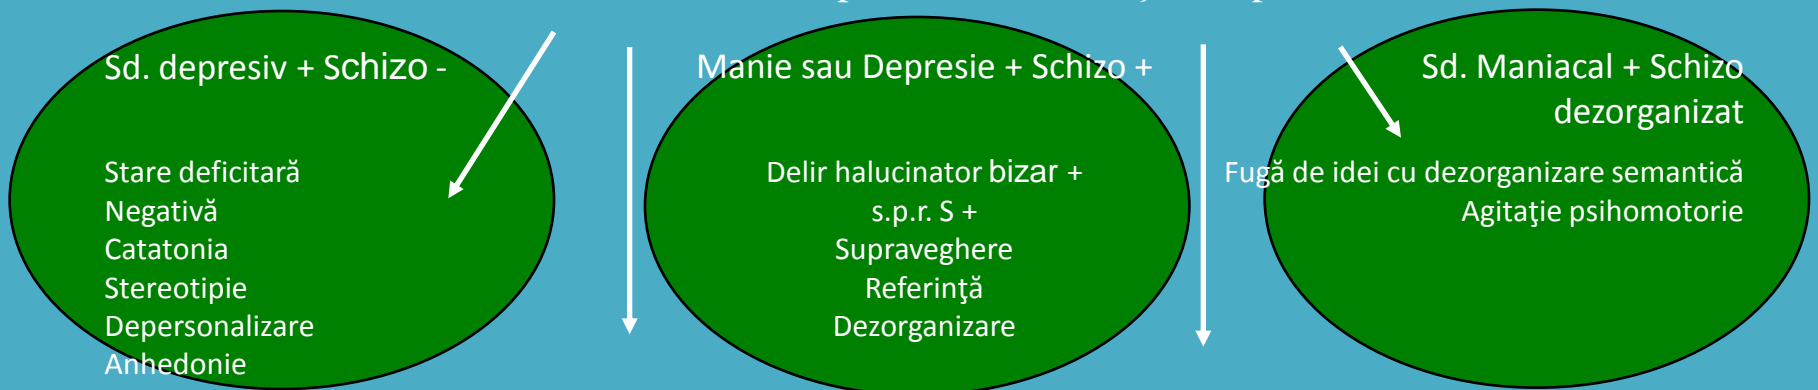 Sd. depresiv + Schizo -
Stare deficitară
Negativă
Catatonia
Stereotipie
Depersonalizare
Anhedonie
Manie sau Depresie + Schizo +
Delir halucinator bizar +
s.p.r. S +
Supraveghere
Referinţă
Dezorganizare
Sd. Maniacal + Schizo
dezorganizat
Fugă de idei cu dezorganizare semantică
Agitaţie psihomotorie